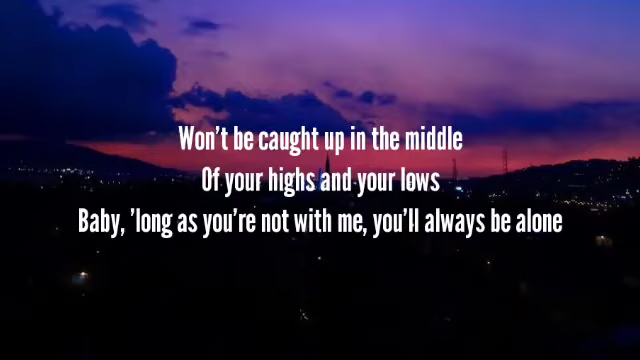 Won't be caught up in the middle
Of your highs and your lows
Baby, 'long as you're not with me, you'll always be alone